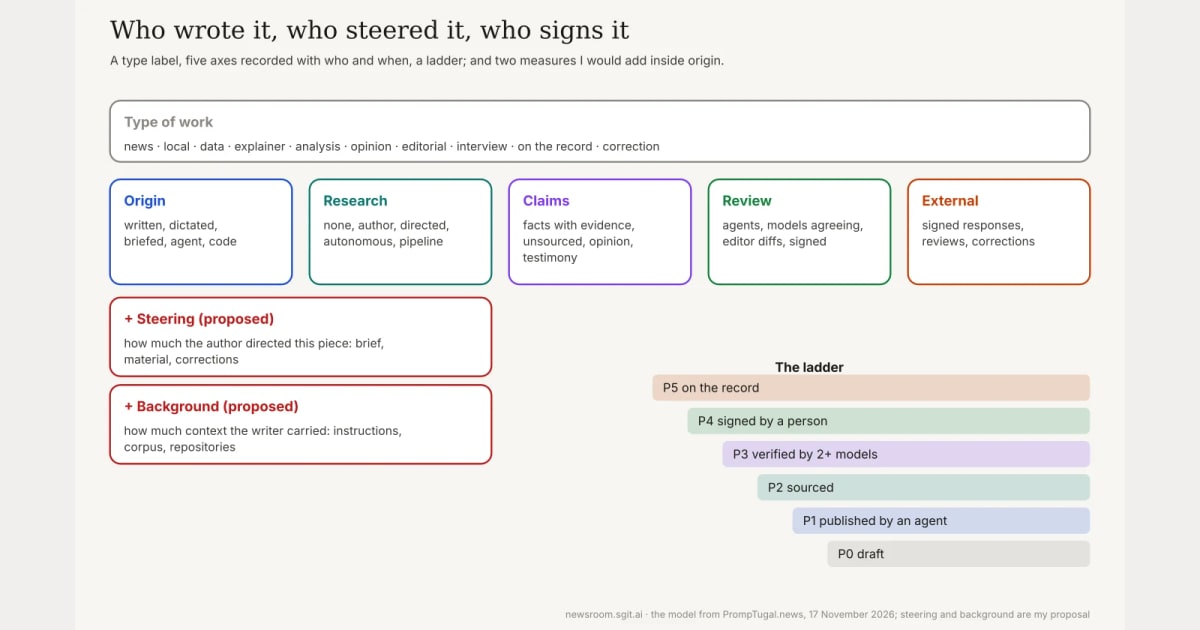 Who wrote it, who steered it, who signs it
A type label, five axes recorded with who and when, a ladder; and two measures I would add inside origin.
Type of work
news · local · data · explainer · analysis · opinion · editorial · interview · on the record · correction
Origin
written, dictated,
briefed, agent, code
Research
none, author, directed,
autonomous, pipeline
Claims
facts with evidence,
unsourced, opinion,
testimony
Review
agents, models agreeing,
editor diffs, signed
External
signed responses,
reviews, corrections
+ Steering (proposed)
how much the author directed this piece: brief,
material, corrections
+ Background (proposed)
how much context the writer carried: instructions,
corpus, repositories
The ladder
P5 on the record
P4 signed by a person
P3 verified by 2+ models
P2 sourced
P1 published by an agent
P0 draft
newsroom.sgit.ai · the model from PrompTugal.news, 17 November 2026; steering and background are my proposal